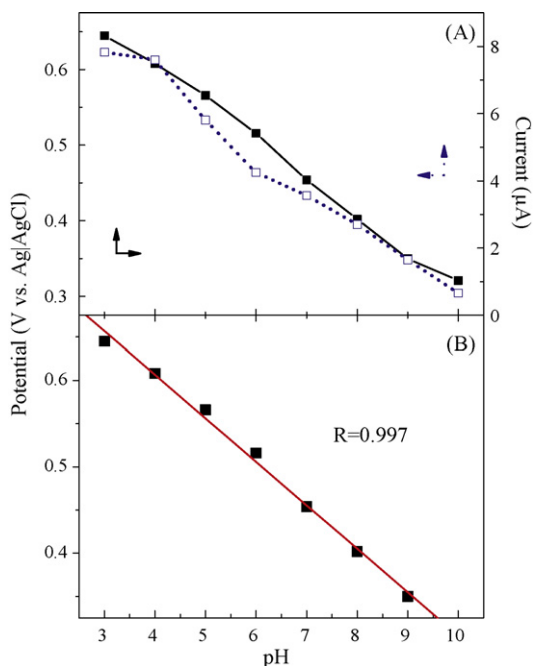 (A)
0.6
0.5
0.4
0.3
8
6
4
2
0
Potential (V vs. Ag|AgCl)
Current (μA)
(B)
0.6
0.5
0.4
R=0.997
3 4 5 6 7 8 9 10
pH